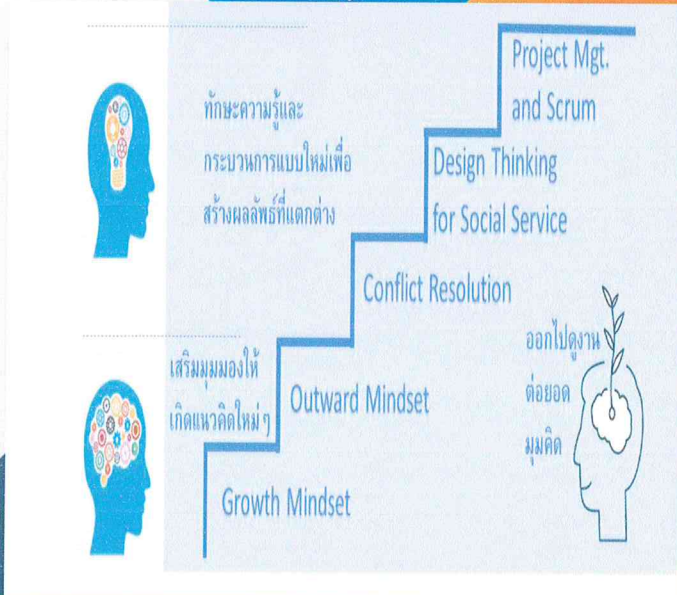 Project Mgt.
and Scrum
ทักษะความรู้และ
กระบวนการแบบใหม่เพื่อ
สร้างผลลัพธ์ที่แตกต่าง
Design Thinking
for Social Service
Conflict Resolution
ออกไปดูงาน
ต่อยอด
มุมคิด
เสริมมุมมองให้
เกิดแนวคิดใหม่ ๆ
Outward Mindset
Growth Mindset